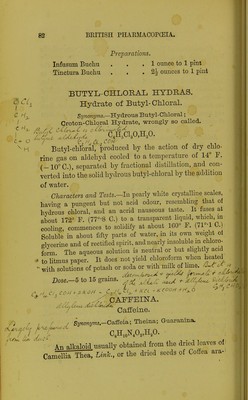 82 BRITISH PHARMACOPŒIA.
Preparations.
Infusum Buchu . . . 1 ounce to 1 pint
Tinctura Buchu . . . 2½ ounces to 1 pint
BUTYL-CHLORAL HYDRAS.
Hydrate of Butyl-Chloral.
Synonyms.—Hydrous Butyl-Chloral;
Croton-Chloral Hydrate, wrongly so called.
C₄H₅Cl₃O,H₂O.
Butyl-chloral, produced by the action of dry chlo-
rine gas on aldehyd cooled to a temperature of 14° F.
(− 10° C.), separated by functional distillation, and con-
verted into the solid hydrous butyl-chloral by the addition
of water.
Characters and Tests.—In pearly white crystalline scales,
having a pungent but not acid odour, resembling that of
hydrous chloral, and an acrid nauseous taste. It fuses at
about 172° F. (77°·8 C.) to a transparent liquid, which, in
cooling, commences to solidify at about 160° F. (71°·1 C.)
Soluble in about fifty parts of water, in its own weight of
glycerine and of rectified spirit, and nearly insoluble in chloro-
form. The aqueous solution is neutral or but slightly acid
to litmus paper. It does not yield chloroform when heated
with solutions of potash or soda or with milk of lime.
Dose.—5 to 15 grains.
CAFFEINA.
Caffeine.
Synonyms.—Caffeia; Theina; Guaranina.
C₈H₁₀N₄O₂,H₂O.
An alkaloid usually obtained from the dried leaves of
Camellia Thea, Link., or the dried seeds of Coffea ara-